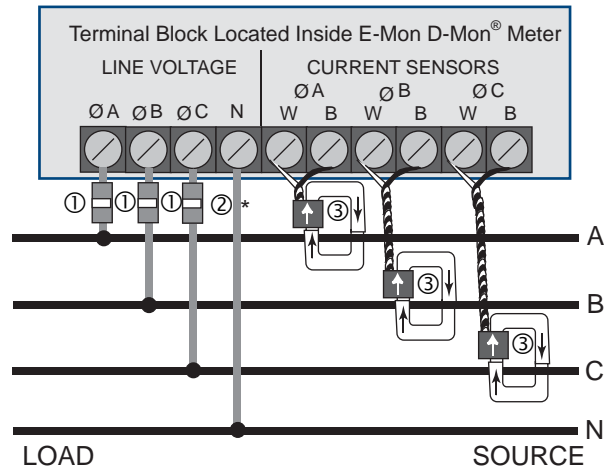 Terminal Block Located Inside E-Mon D-Mon® Meter
LINE VOLTAGE CURRENT SENSORS
ØA ØB ØC
ØA ØB ØC N W B W B W B
① ① ① ② * ③
A
③
B
③
C
N
LOAD SOURCE